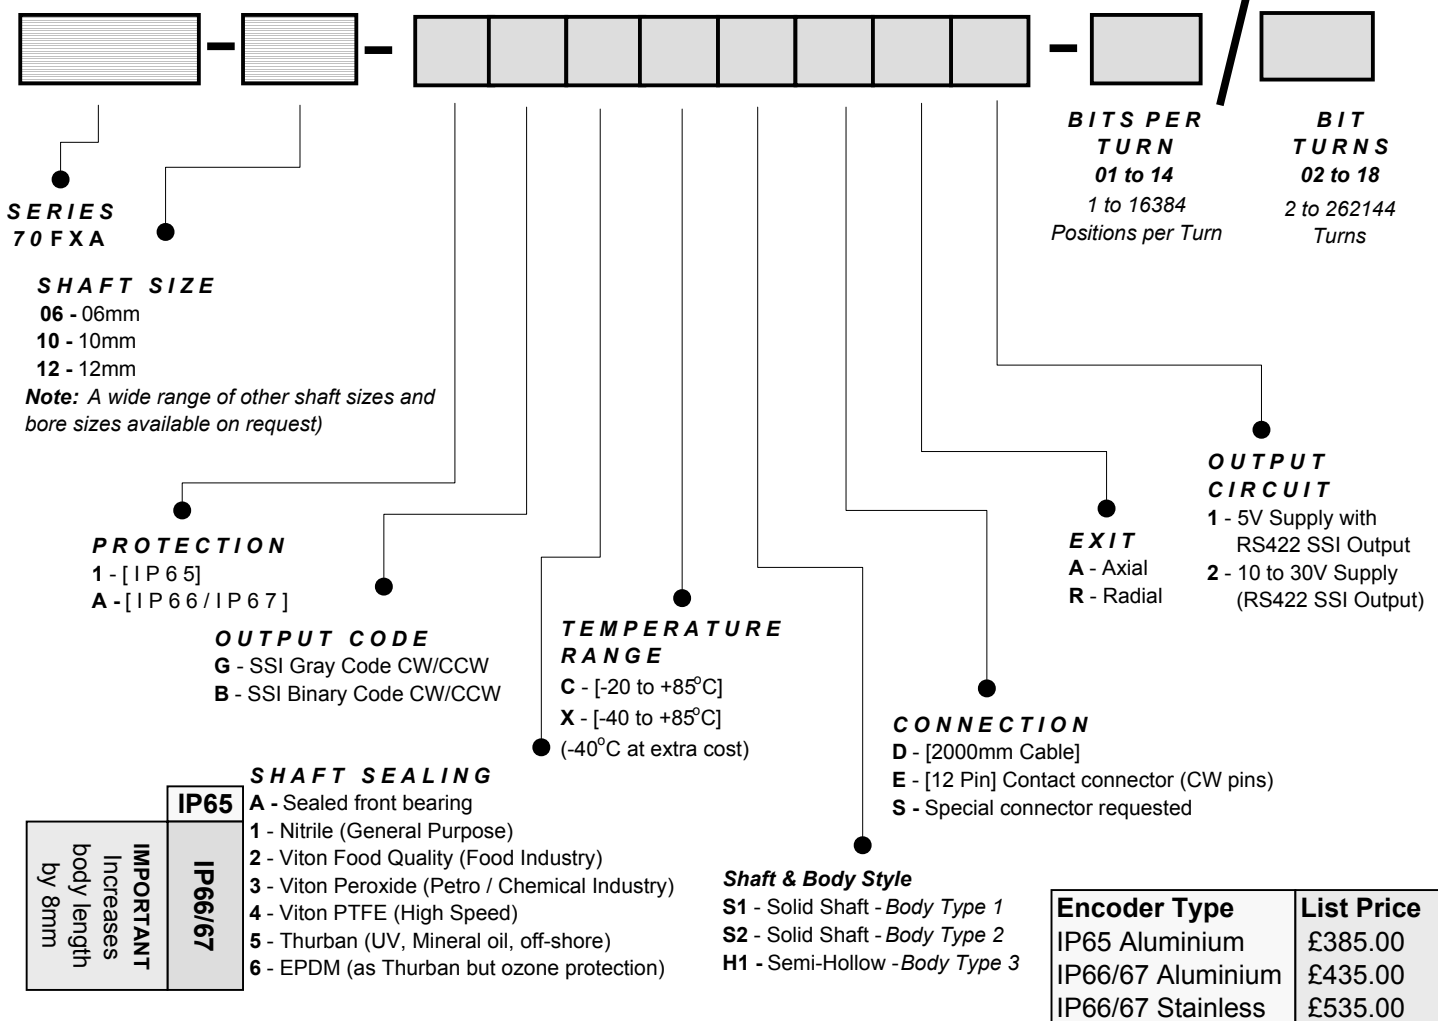 BITS PER
TURN
01 to 14
1 to 16384
Positions per Turn
BIT
TURNS
02 to 18
2 to 262144
Turns
SERIES
70FXA
SHAFT SIZE
06 - 06mm
10 - 10mm
12 - 12mm
Note: A wide range of other shaft sizes and
bore sizes available on request)
PROTECTION
1 - [IP65]
A - [IP66/IP67]
OUTPUT CODE
G - SSI Gray Code CW/CCW
B - SSI Binary Code CW/CCW
SHAFT SEALING
IP65
A - Sealed front bearing
IP66/67
IMPORTANT
Increases
body length
by 8mm
1 - Nitrile (General Purpose)
2 - Viton Food Quality (Food Industry)
3 - Viton Peroxide (Petro / Chemical Industry)
4 - Viton PTFE (High Speed)
5 - Thurban (UV, Mineral oil, off-shore)
6 - EPDM (as Thurban but ozone protection)
TEMPERATURE
RANGE
C - [-20 to +85°C]
X - [-40 to +85°C]
(-40°C at extra cost)
Shaft & Body Style
S1 - Solid Shaft - Body Type 1
S2 - Solid Shaft - Body Type 2
H1 - Semi-Hollow - Body Type 3
CONNECTION
D - [2000mm Cable]
E - [12 Pin] Contact connector (CW pins)
S - Special connector requested
EXIT
A - Axial
R - Radial
OUTPUT
CIRCUIT
1 - 5V Supply with
RS422 SSI Output
2 - 10 to 30V Supply
(RS422 SSI Output)
Encoder Type List Price
IP65 Aluminium £385.00
IP66/67 Aluminium £435.00
IP66/67 Stainless £535.00